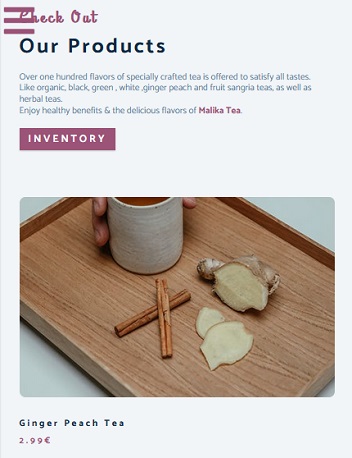 Check Out
Our Products
Over one hundred flavors of specially crafted tea is offered to satisfy all tastes.
Like organic, black, green , white ,ginger peach and fruit sangria teas, as well as
herbal teas.
Enjoy healthy benefits & the delicious flavors of Malika Tea.
INVENTORY
Ginger Peach Tea
2.99€